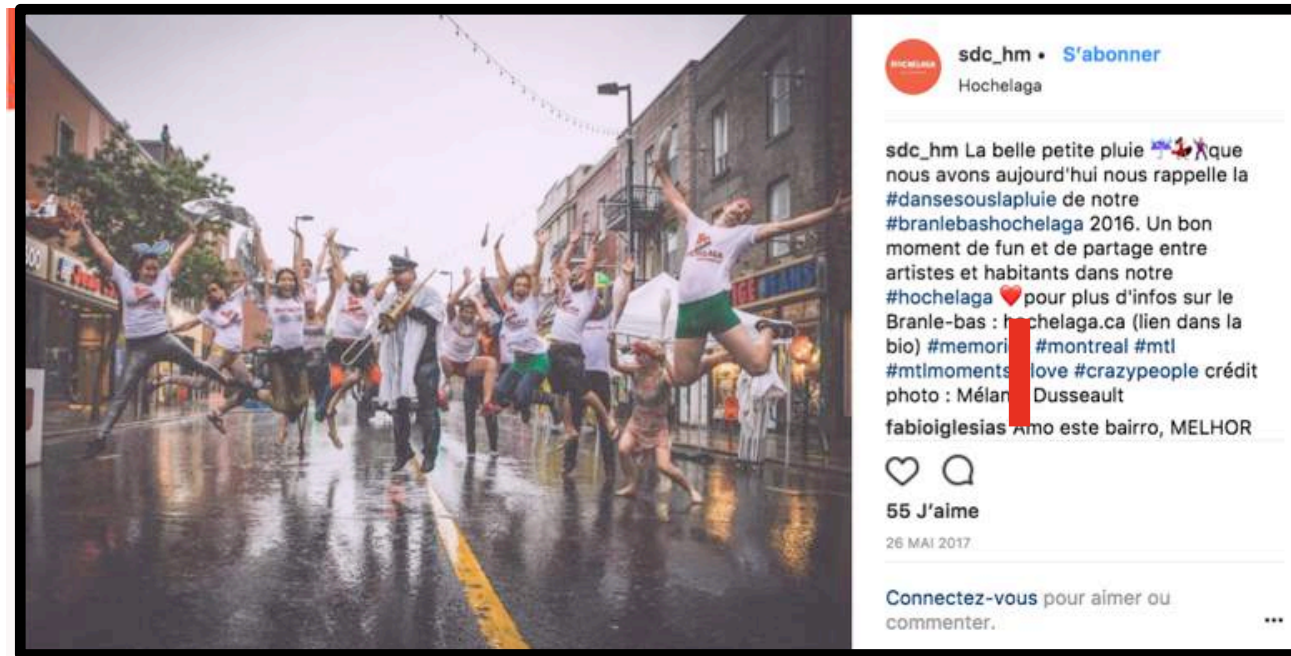 HOCHELAGA
sdc_hm • S'abonner
Hochelaga
sdc_hm La belle petite pluie ☔💃🕺que
nous avons aujourd'hui nous rappelle la
#dansesouslapluie de notre
#branlebashochelaga 2016. Un bon
moment de fun et de partage entre
artistes et habitants dans notre
#hochelaga ❤️pour plus d'infos sur le
Branle-bas : hochelaga.ca (lien dans la
bio) #montreal #mtl
#mtlmoments love #crazypeople crédit
photo : Dusseault
fabioiglesias Amo este bairro, MELHOR
55 J'aime
26 MAI 2017
Connectez-vous pour aimer ou
commenter.
HOCHELAGA